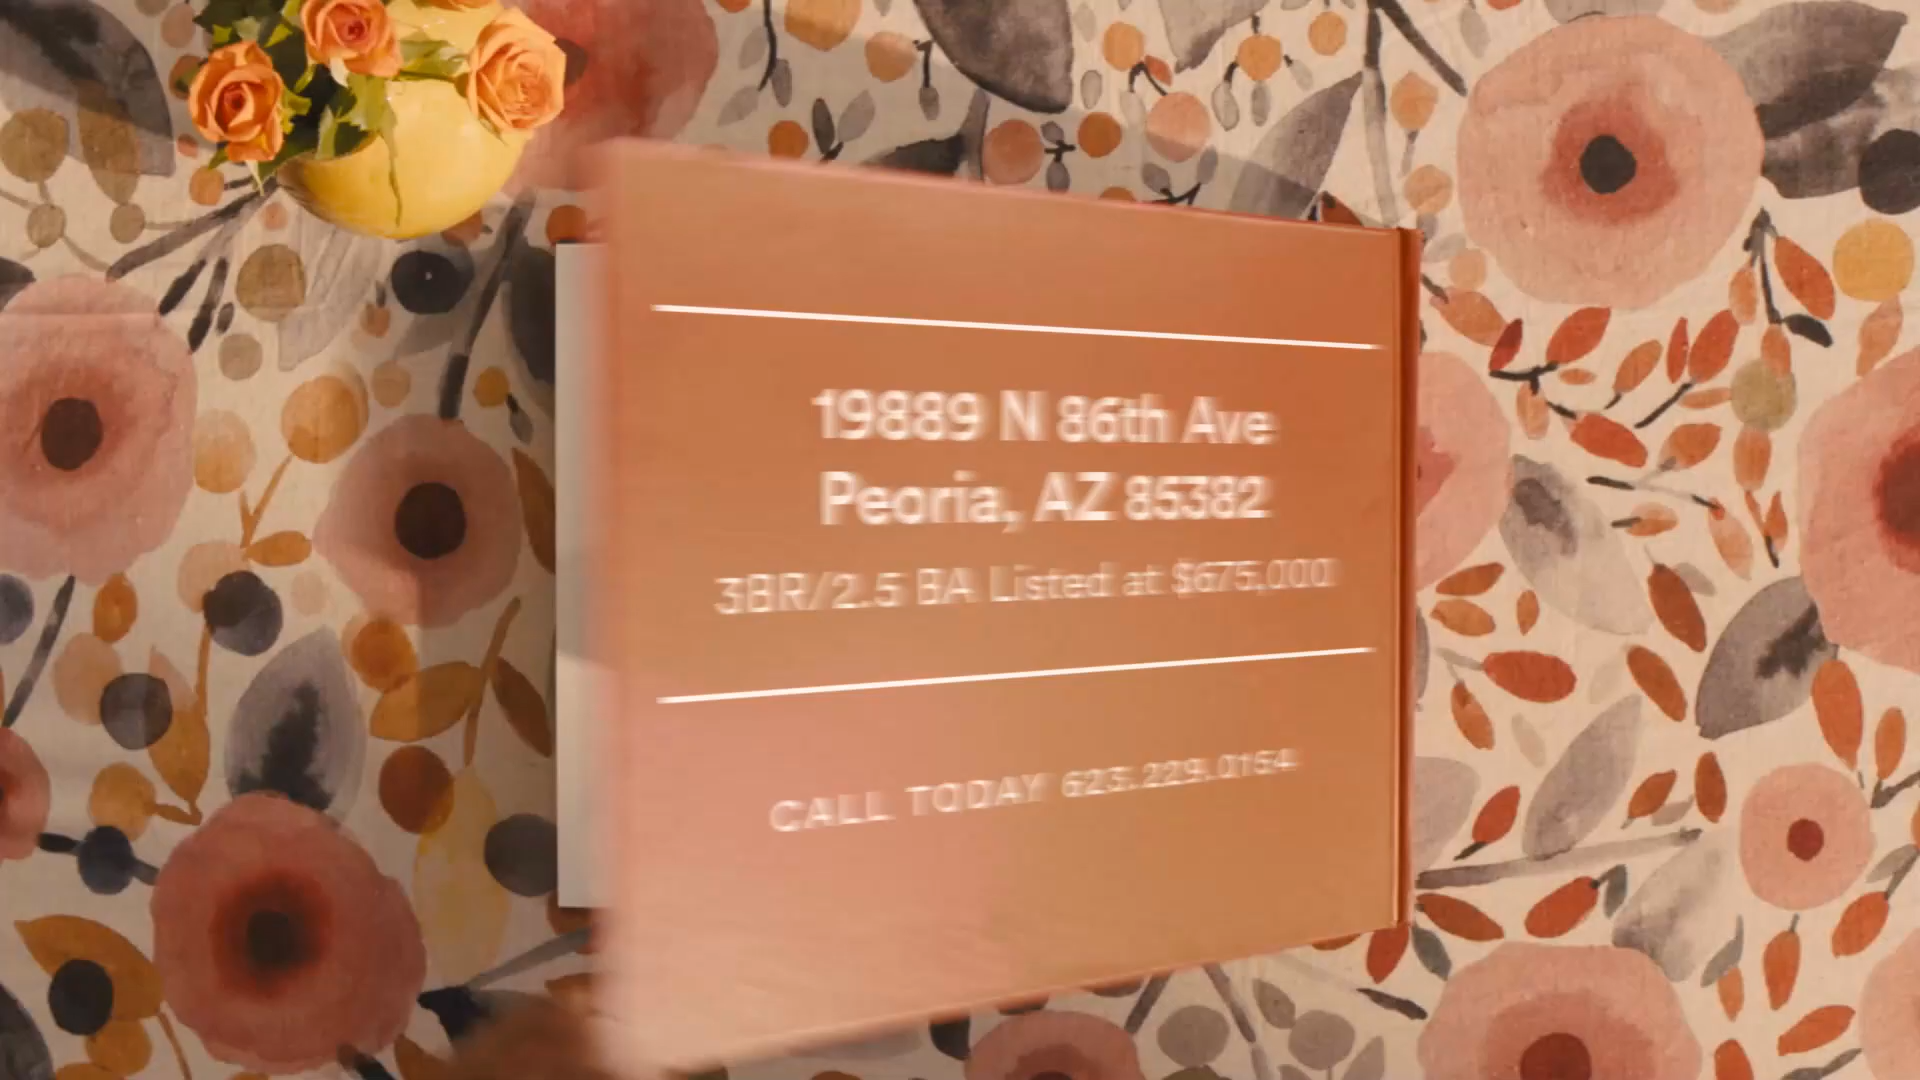 19889 N 86th Ave
Peoria, AZ 85382
3BR/2.5 BA Listed at $675,000
CALL TODAY 623.229.0154